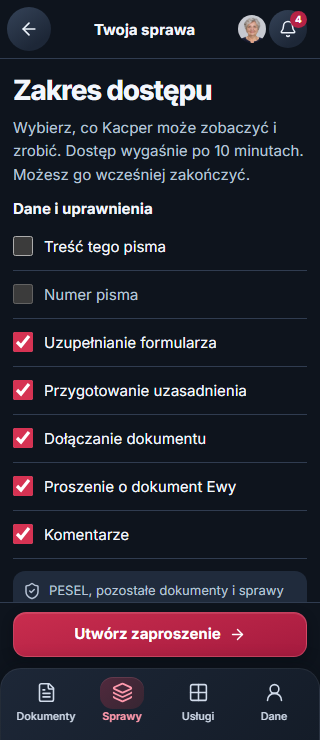 Twoja sprawa
4
Zakres dostępu
Wybierz, co Kacper może zobaczyć i
zrobić. Dostęp wygaśnie po 10 minutach.
Możesz go wcześniej zakończyć.
Dane i uprawnienia
Treść tego pisma
Numer pisma
Uzupełnianie formularza
Przygotowanie uzasadnienia
Dołączanie dokumentu
Proszenie o dokument Ewy
Komentarze
PESEL, pozostałe dokumenty i sprawy
Utwórz zaproszenie
Dokumenty
Sprawy
Usługi
Dane